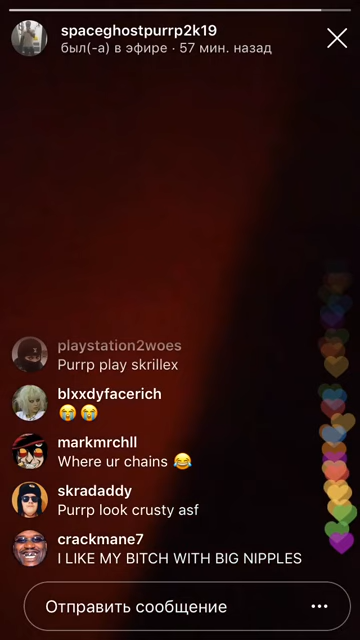 spaceghostpurrp2k19
был(-а) в эфире · 57 мин. назад
playstation2woes
Purrp play skrillex
blxxdyfacerich
😭 😭
markmrchll
Where ur chains 😂
skradaddy
Purrp look crusty asf
crackmane7
I LIKE MY BITCH WITH BIG NIPPLES
Отправить сообщение